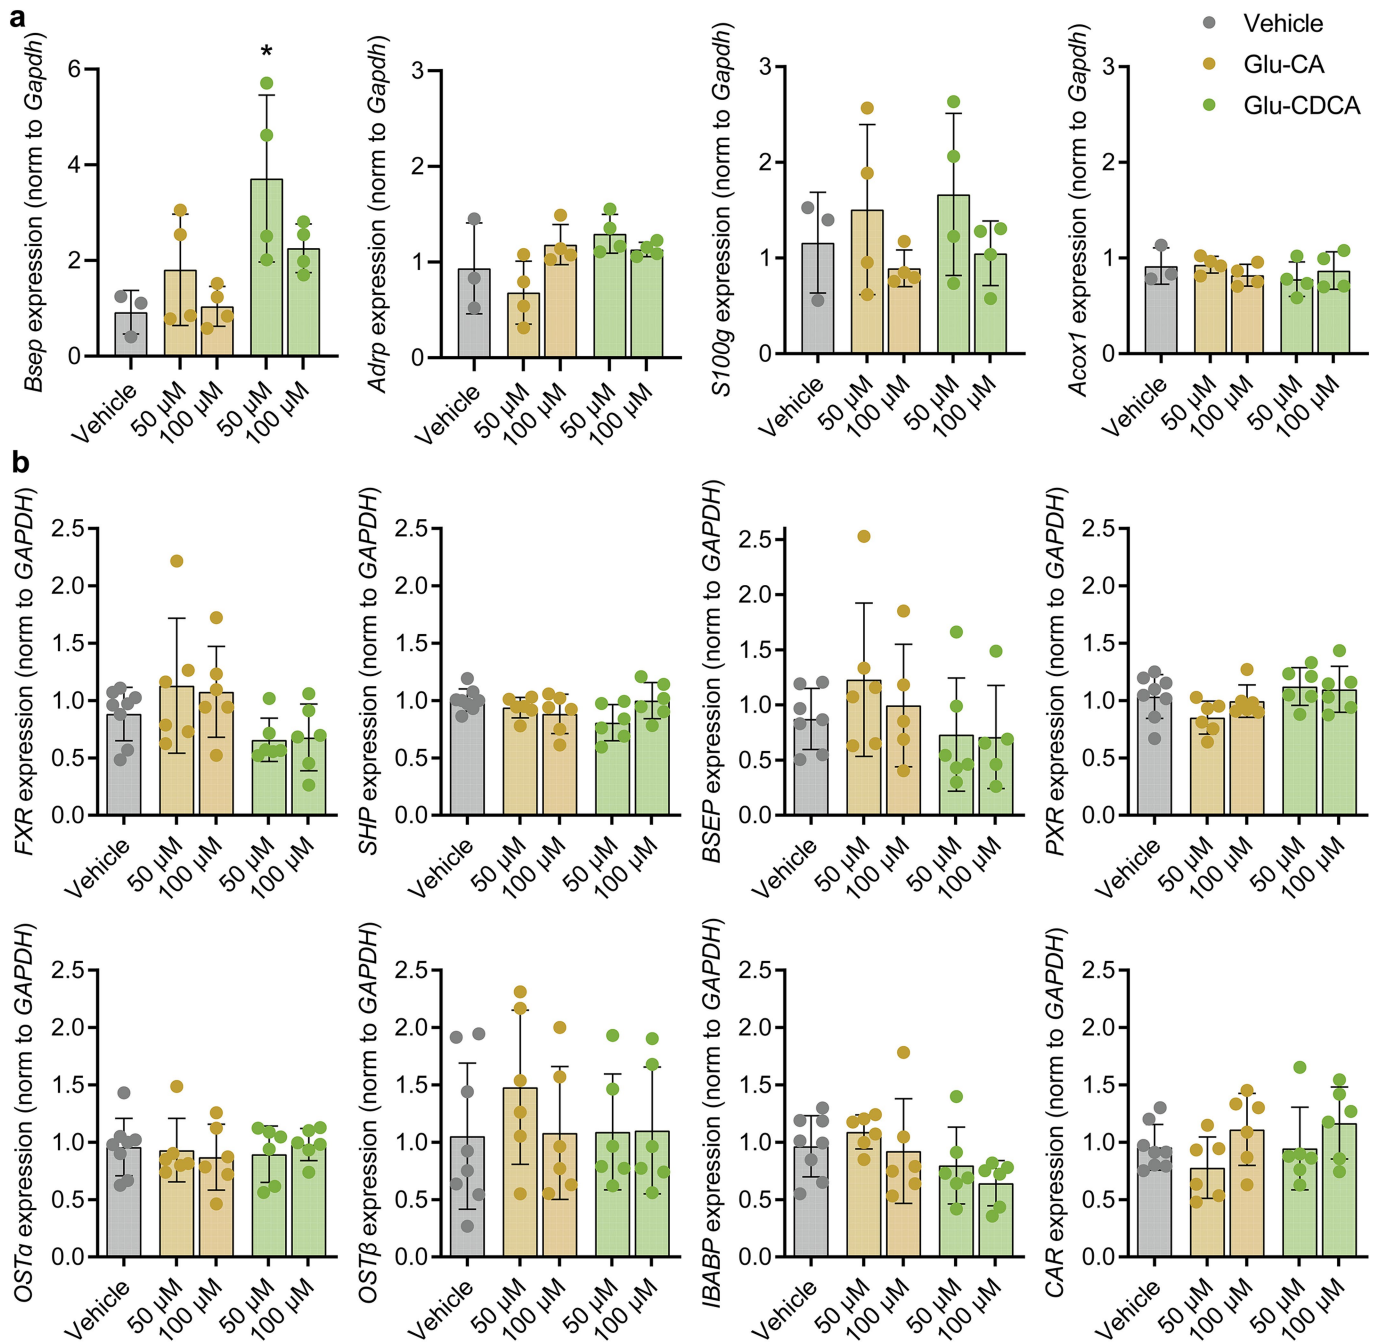 a
Vehicle
Glu-CA
Glu-CDCA
Bsep expression (norm to Gapdh)
6
4
2
0
*
Vehicle
50 µM
100 µM
50 µM
100 µM
Adrp expression (norm to Gapdh)
3
2
1
0
Vehicle
50 µM
100 µM
50 µM
100 µM
S100g expression (norm to Gapdh)
3
2
1
0
Vehicle
50 µM
100 µM
50 µM
100 µM
Acox1 expression (norm to Gapdh)
3
2
1
0
Vehicle
50 µM
100 µM
50 µM
100 µM
b
FXR expression (norm to GAPDH)
2.5
2.0
1.5
1.0
0.5
0.0
Vehicle
50 µM
100 µM
50 µM
100 µM
SHP expression (norm to GAPDH)
2.5
2.0
1.5
1.0
0.5
0.0
Vehicle
50 µM
100 µM
50 µM
100 µM
BSEP expression (norm to GAPDH)
2.5
2.0
1.5
1.0
0.5
0.0
Vehicle
50 µM
100 µM
50 µM
100 µM
PXR expression (norm to GAPDH)
2.5
2.0
1.5
1.0
0.5
0.0
Vehicle
50 µM
100 µM
50 µM
100 µM
OSTα expression (norm to GAPDH)
2.5
2.0
1.5
1.0
0.5
0.0
Vehicle
50 µM
100 µM
50 µM
100 µM
OSTβ expression (norm to GAPDH)
2.5
2.0
1.5
1.0
0.5
0.0
Vehicle
50 µM
100 µM
50 µM
100 µM
IBABP expression (norm to GAPDH)
2.5
2.0
1.5
1.0
0.5
0.0
Vehicle
50 µM
100 µM
50 µM
100 µM
CAR expression (norm to GAPDH)
2.5
2.0
1.5
1.0
0.5
0.0
Vehicle
50 µM
100 µM
50 µM
100 µM